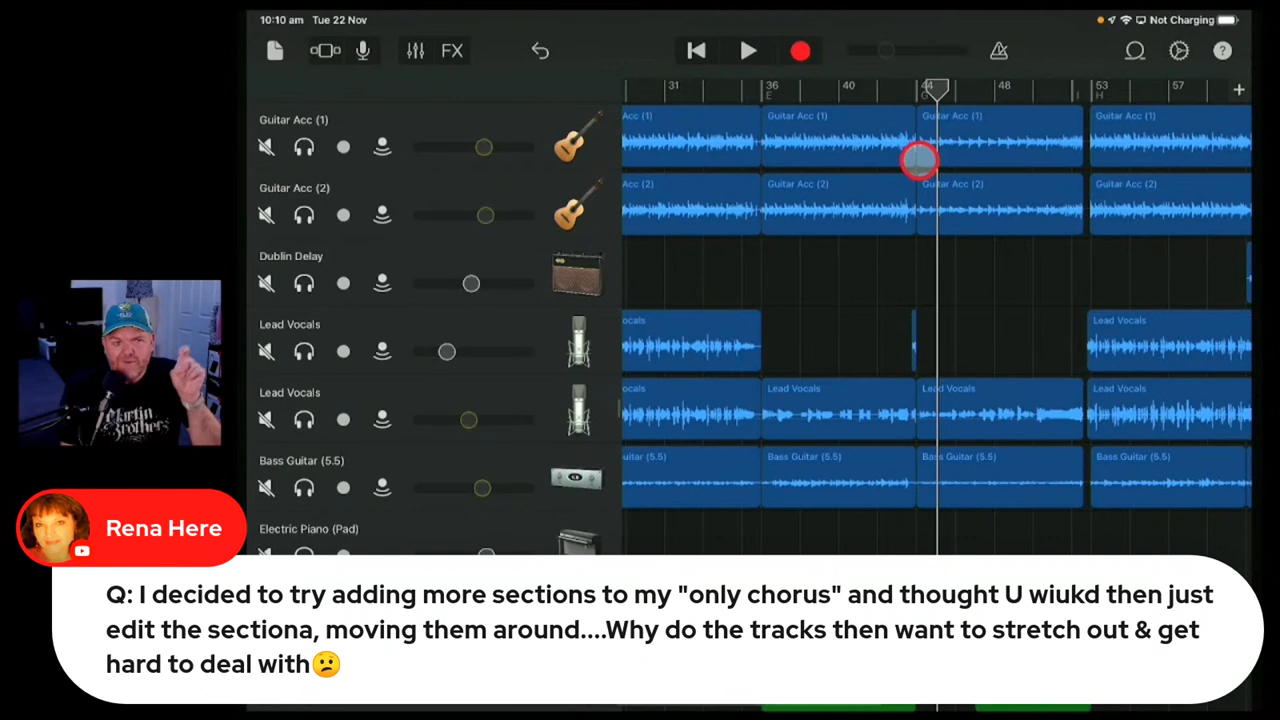 10:10 am Tue 22 Nov
Not Charging
FX
31 36 40 44 48 53 57 +
E G I H
Guitar Acc (1)
Acc (1) Guitar Acc (1) Guitar Acc (1) Guitar Acc (1)
Guitar Acc (2)
Acc (2) Guitar Acc (2) Guitar Acc (2) Guitar Acc (2)
Dublin Delay
Lead Vocals
ocals Lead Vocals
Lead Vocals
ocals Lead Vocals Lead Vocals Lead Vocals
Bass Guitar (5.5)
uitar (5.5) Bass Guitar (5.5) Bass Guitar (5.5) Bass Guitar (5.5)
Electric Piano (Pad)
Martin
Brothers
Rena Here
Q: I decided to try adding more sections to my "only chorus" and thought U wiukd then just
edit the sectiona, moving them around....Why do the tracks then want to stretch out & get
hard to deal with😕